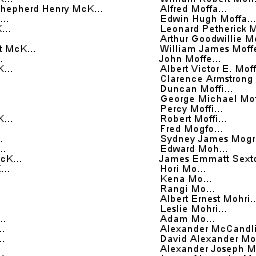 hepherd Henry McK...
Alfred Moffa...
Edwin Hugh Moffa...
Leonard Petherick M
Arthur Goodwillie M
t McK...
William James Moffe
John Moffe...
K...
Albert Victor E. Moff
Clarence Armstrong
Duncan Moffi...
George Michael Mof
Percy Moffi...
K...
Robert Moffi...
Fred Mogfo...
Sydney James Mogr
Edward Moh...
cK...
James Emmatt Sexto
Hori Mo...
Kena Mo...
Rangi Mo...
Albert Ernest Mohri...
Leslie Mohri...
Adam Mo...
Alexander McCandli
David Alexander Mo
Alexander Joseph M